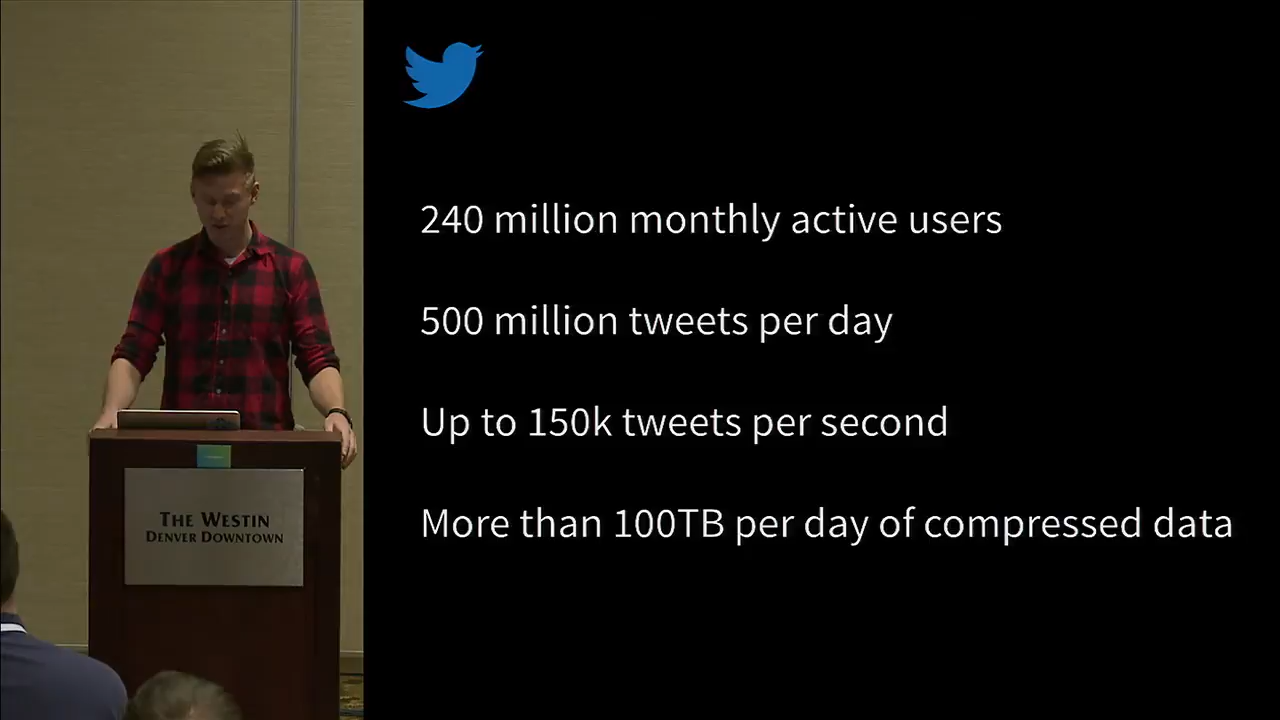 240 million monthly active users
500 million tweets per day
Up to 150k tweets per second
More than 100TB per day of compressed data
THE WESTIN
DENVER DOWNTOWN